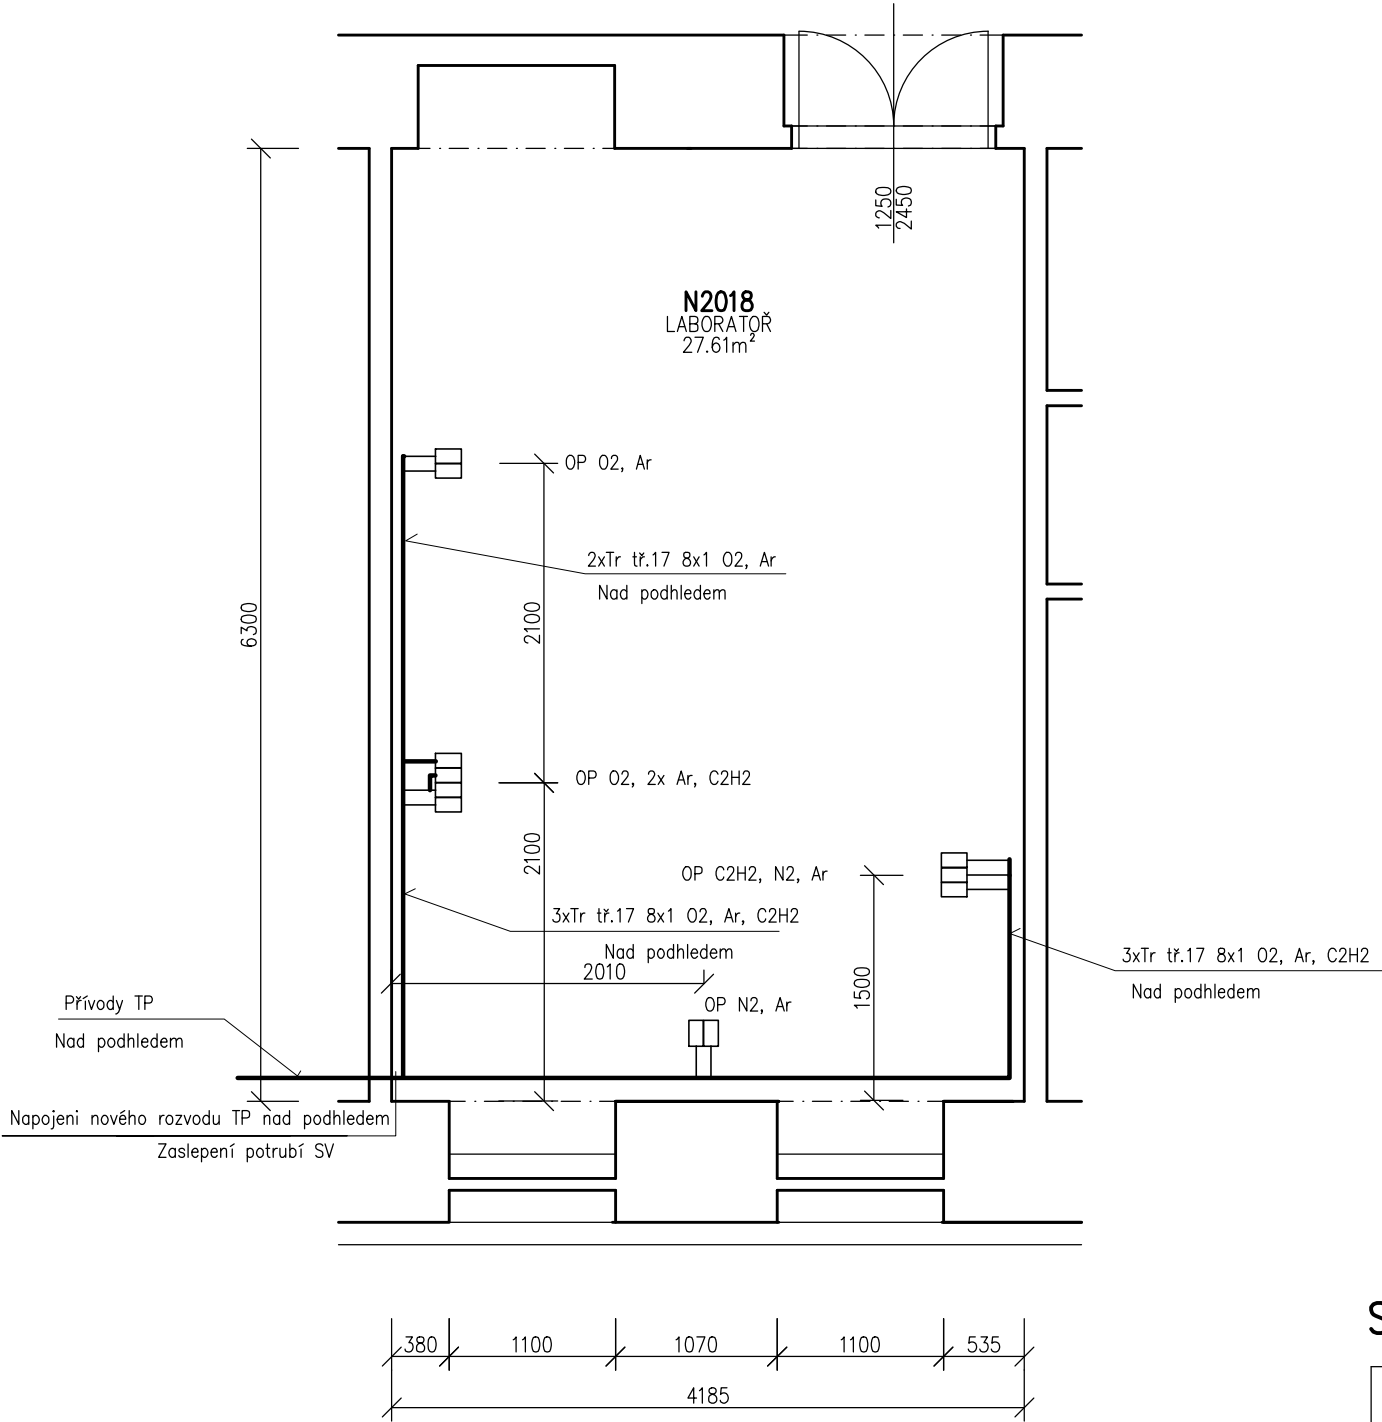 1250
2450
N2018
LABORATOŘ
27.61m²
OP O2, Ar
2xTr tř.17 8x1 O2, Ar
Nad podhledem
6300
2100
OP O2, 2x Ar, C2H2
2100
OP C2H2, N2, Ar
3xTr tř.17 8x1 O2, Ar, C2H2
Nad podhledem
2010
3xTr tř.17 8x1 O2, Ar, C2H2
Nad podhledem
1500
Přívody TP
Nad podhledem
OP N2, Ar
Napojeni nového rozvodu TP nad podhledem
Zaslepení potrubí SV
380
1100
1070
1100
535
4185